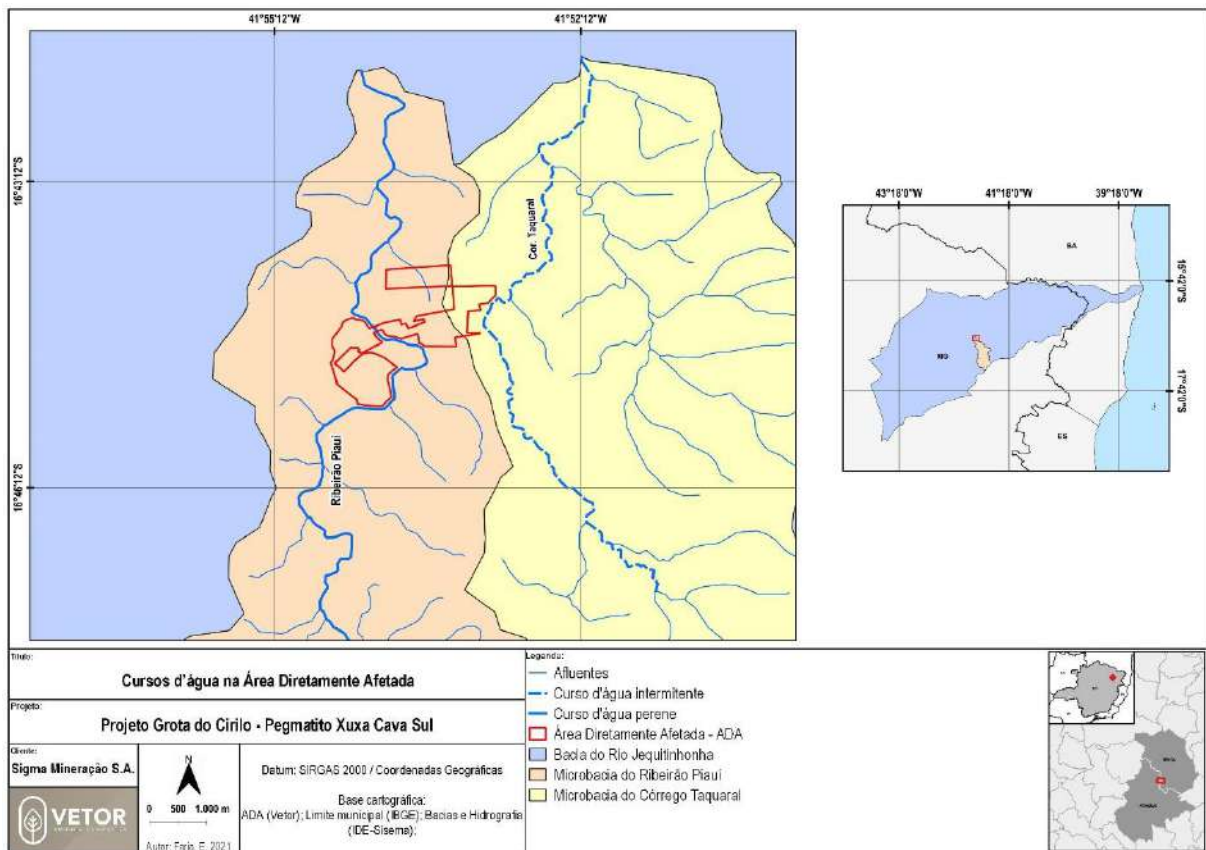 41°55'12"W
41°52'12"W
16°43'12"S
16°46'12"S
Cor. Taquaral
Ribeirão Piauí
43°18'0"W
41°18'0"W
39°18'0"W
15°42'0"S
17°42'0"S
BA
MG
ES
Título:
Cursos d'água na Área Diretamente Afetada
Projeto:
Projeto Grota do Cirilo - Pegmatito Xuxa Cava Sul
Cliente:
Sigma Mineração S.A.
VETOR
N
0 500 1.000 m
Autor: Faria, E. 2021
Datum: SIRGAS 2000 / Coordenadas Geográficas
Base cartográfica:
ADA (Vetor); Limite municipal (IBGE); Bacias e Hidrografia
(IDE-Sisema);
Legenda:
Afluentes
Curso d'água intermitente
Curso d'água perene
Área Diretamente Afetada - ADA
Bacia do Rio Jequitinhonha
Microbacia do Ribeirão Piauí
Microbacia do Córrego Taquaral